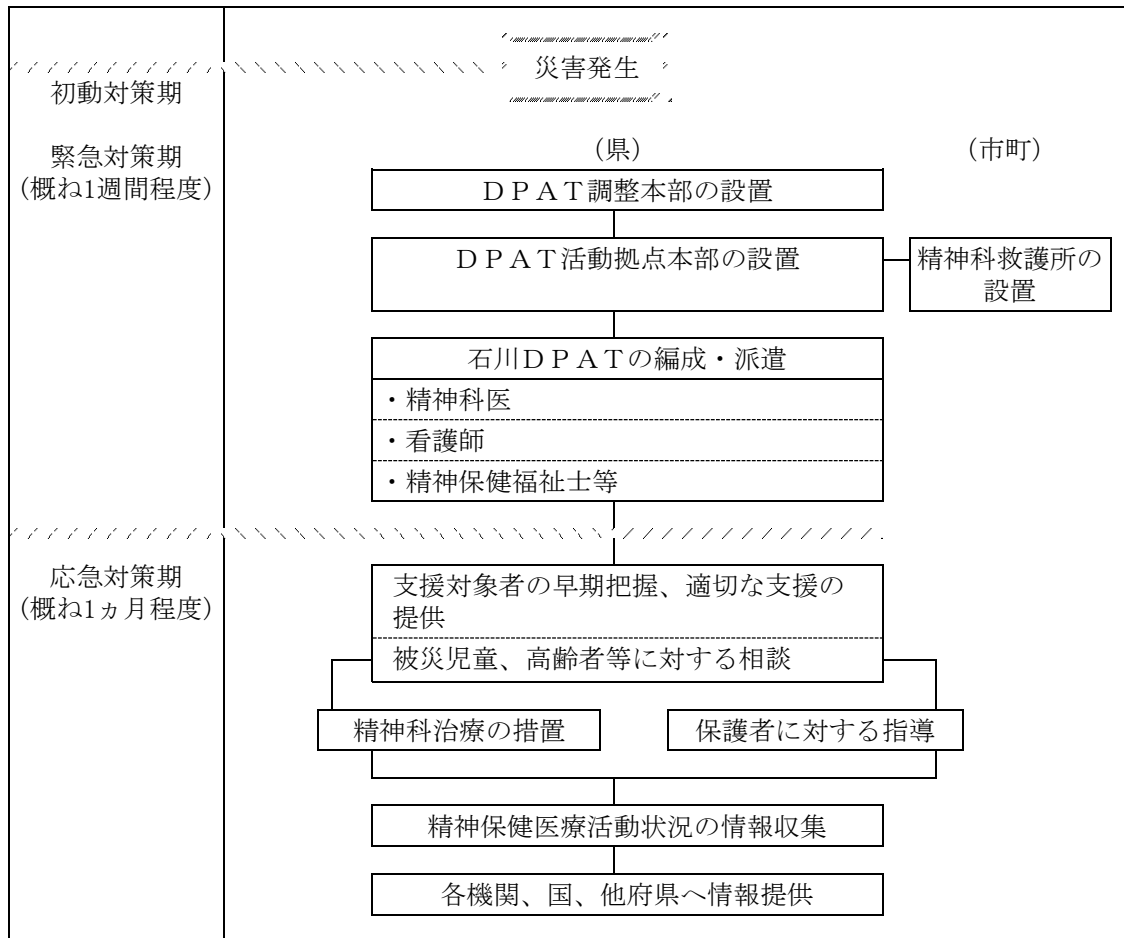 災害発生
初動対策期
緊急対策期
(概ね1週間程度)
(県)
(市町)
ＤＰＡＴ調整本部の設置
ＤＰＡＴ活動拠点本部の設置
精神科救護所の
設置
石川ＤＰＡＴの編成・派遣
・精神科医
・看護師
・精神保健福祉士等
応急対策期
(概ね1ヵ月程度)
支援対象者の早期把握、適切な支援の
提供
被災児童、高齢者等に対する相談
精神科治療の措置
保護者に対する指導
精神保健医療活動状況の情報収集
各機関、国、他府県へ情報提供